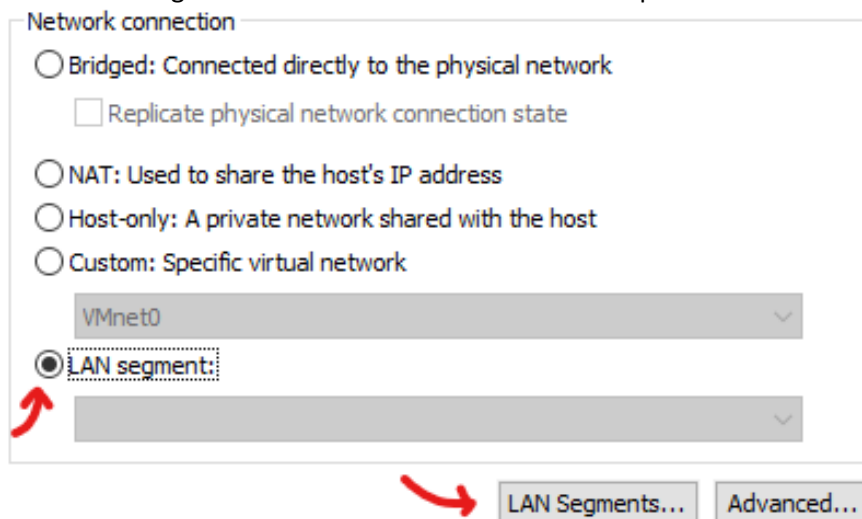 Network connection
Bridged: Connected directly to the physical network
Replicate physical network connection state
NAT: Used to share the host's IP address
Host-only: A private network shared with the host
Custom: Specific virtual network
VMnet0
LAN segment:
LAN Segments... Advanced...